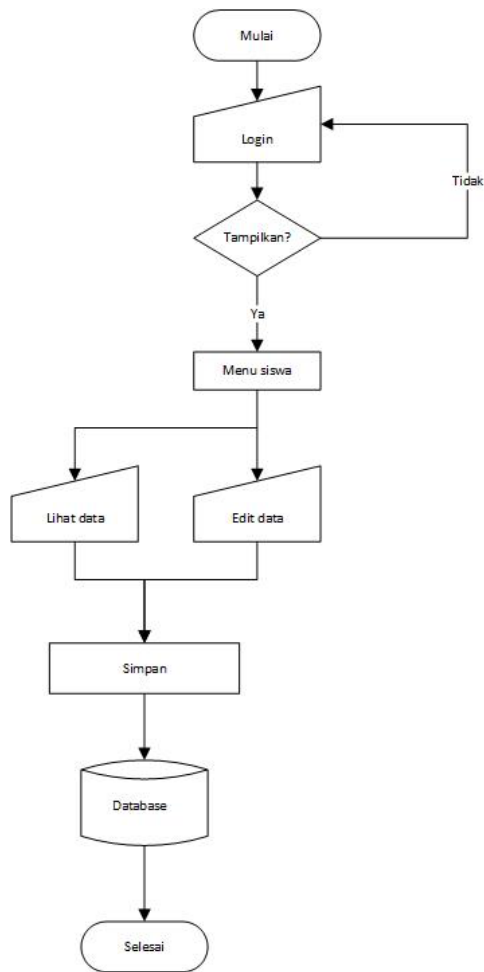 Mulai
Login
Tidak
Tampilkan?
Ya
Menu siswa
Lihat data
Edit data
Simpan
Database
Selesai